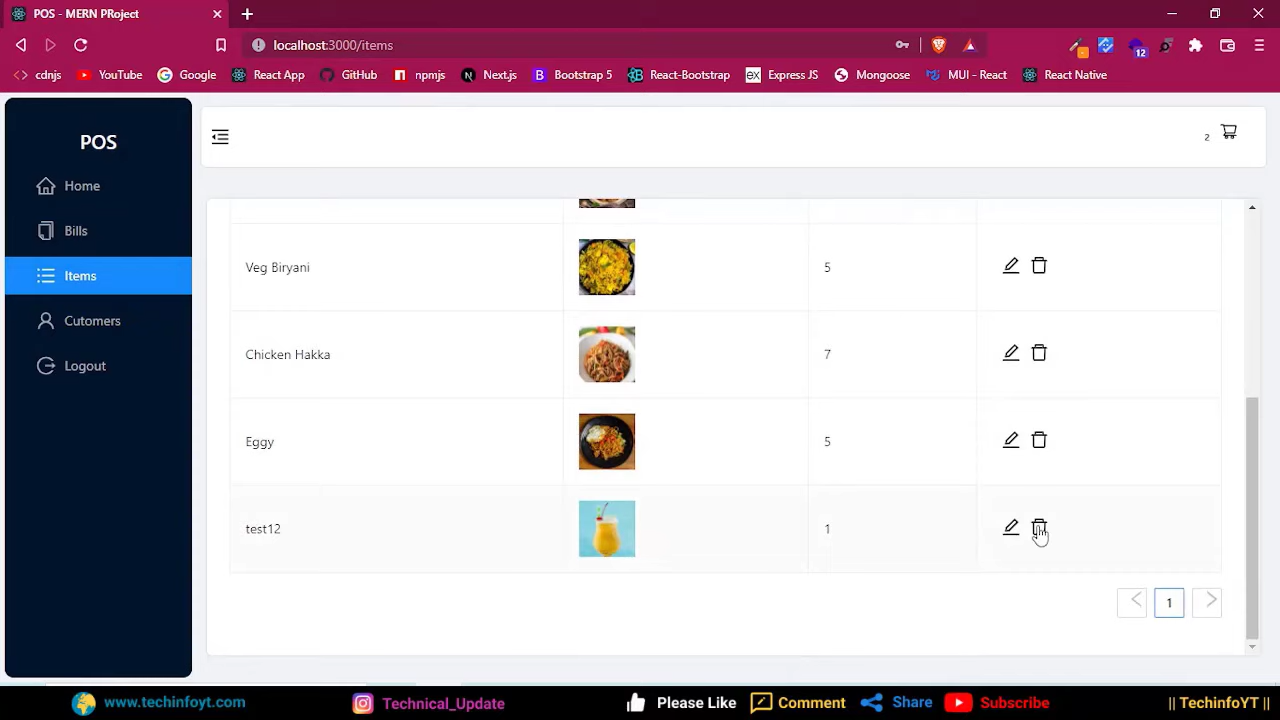 POS - MERN PRoject
localhost:3000/items
12
cdnjs YouTube Google React App GitHub npmjs Next.js Bootstrap 5 React-Bootstrap Express JS Mongoose MUI - React React Native
POS
2
Home
Bills
Items
Cutomers
Logout
Veg Biryani 5
Chicken Hakka 7
Eggy 5
test12 1
1
www.techinfoyt.com Technical_Update Please Like Comment Share Subscribe || TechinfoYT ||